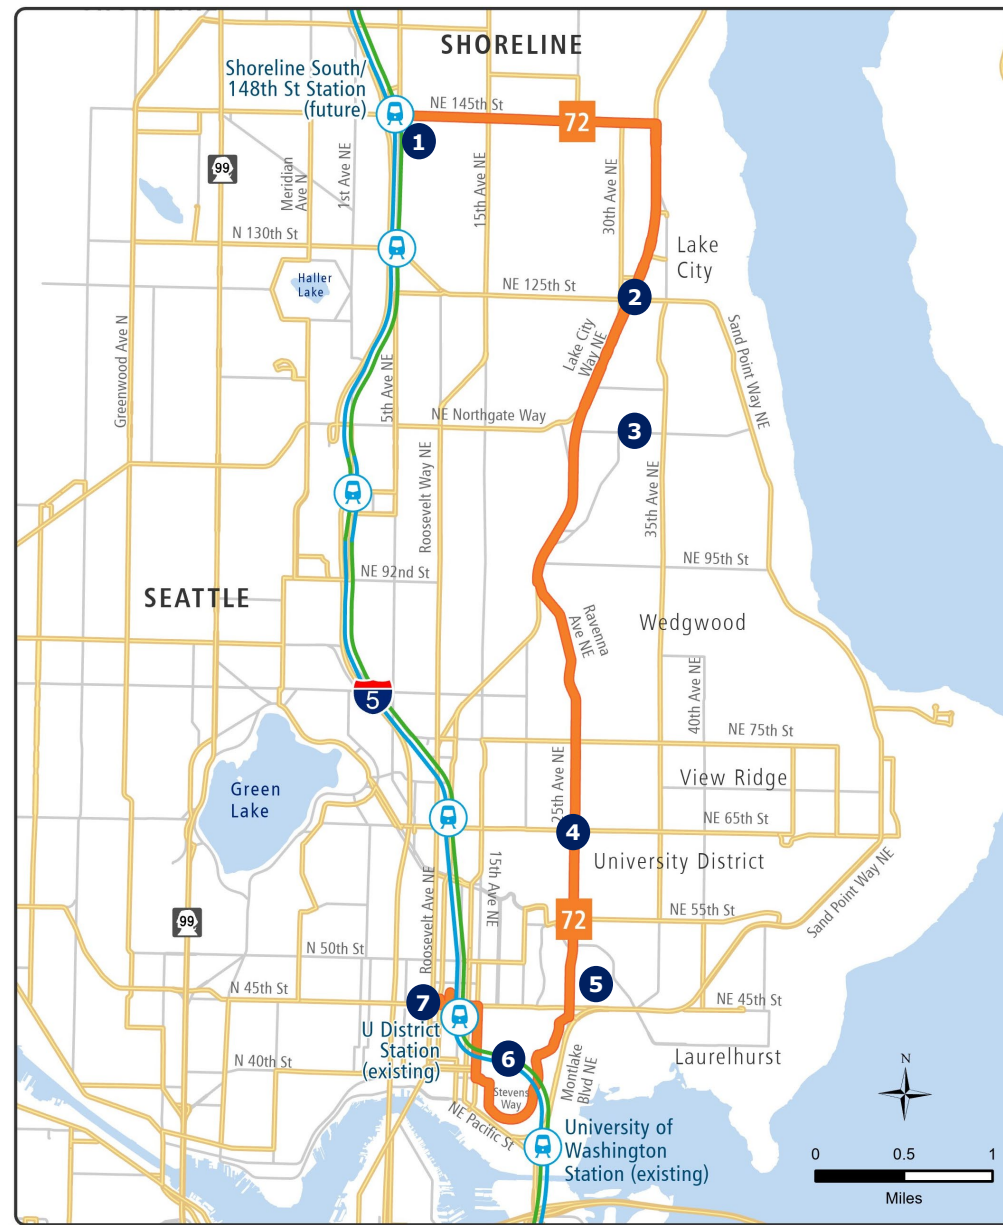 SHORELINE
Shoreline South/
148th St Station
(future)
NE 145th St
72
1
99
Meridian
Ave N
1st Ave NE
15th Ave NE
30th Ave NE
N 130th St
Lake
City
Haller
Lake
NE 125th St
2
Greenwood Ave N
5th Ave NE
Lake City
Way NE
Sand Point Way NE
NE Northgate Way
3
Roosevelt Way NE
35th Ave NE
NE 95th St
NE 92nd St
SEATTLE
Ravenna
Ave NE
Wedgwood
5
40th Ave NE
NE 75th St
25th Ave NE
View Ridge
Green
Lake
NE 65th St
4
University District
15th Ave NE
Roosevelt Ave NE
Sand Point Way NE
99
72
NE 55th St
N 50th St
5
N 45th St
7
NE 45th St
U District
Station
(existing)
6
N 40th St
Montlake
Blvd NE
Laurelhurst
Stevens
Way
NE Pacific St
University of
Washington
Station (existing)
N
0 0.5 1
Miles